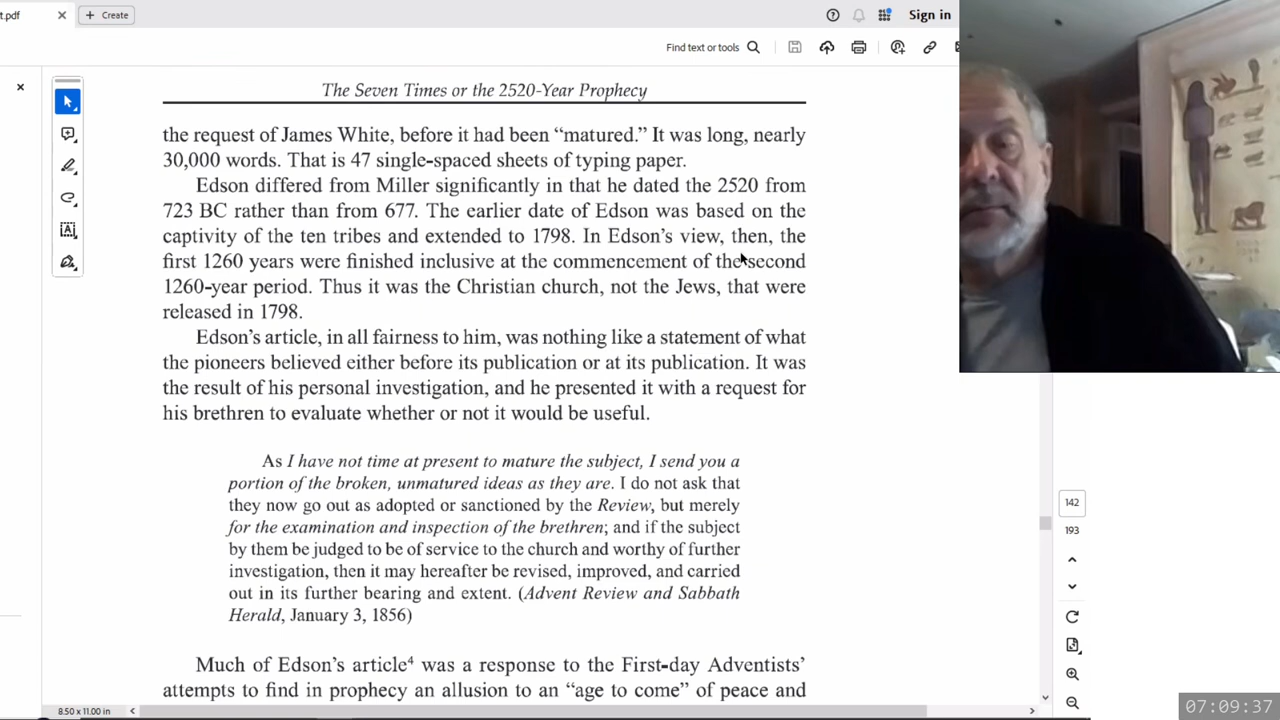 t.pdf
Create
Sign in
Find text or tools
The Seven Times or the 2520-Year Prophecy
the request of James White, before it had been “matured.” It was long, nearly
30,000 words. That is 47 single-spaced sheets of typing paper.
Edson differed from Miller significantly in that he dated the 2520 from
723 BC rather than from 677. The earlier date of Edson was based on the
captivity of the ten tribes and extended to 1798. In Edson’s view, then, the
first 1260 years were finished inclusive at the commencement of the second
1260-year period. Thus it was the Christian church, not the Jews, that were
released in 1798.
Edson’s article, in all fairness to him, was nothing like a statement of what
the pioneers believed either before its publication or at its publication. It was
the result of his personal investigation, and he presented it with a request for
his brethren to evaluate whether or not it would be useful.
As I have not time at present to mature the subject, I send you a
portion of the broken, unmatured ideas as they are. I do not ask that
they now go out as adopted or sanctioned by the Review, but merely
for the examination and inspection of the brethren; and if the subject
by them be judged to be of service to the church and worthy of further
investigation, then it may hereafter be revised, improved, and carried
out in its further bearing and extent. (Advent Review and Sabbath
Herald, January 3, 1856)
Much of Edson’s article⁴ was a response to the First-day Adventists’
attempts to find in prophecy an allusion to an “age to come” of peace and
142
193
8.50 x 11.00 in
07:09:37